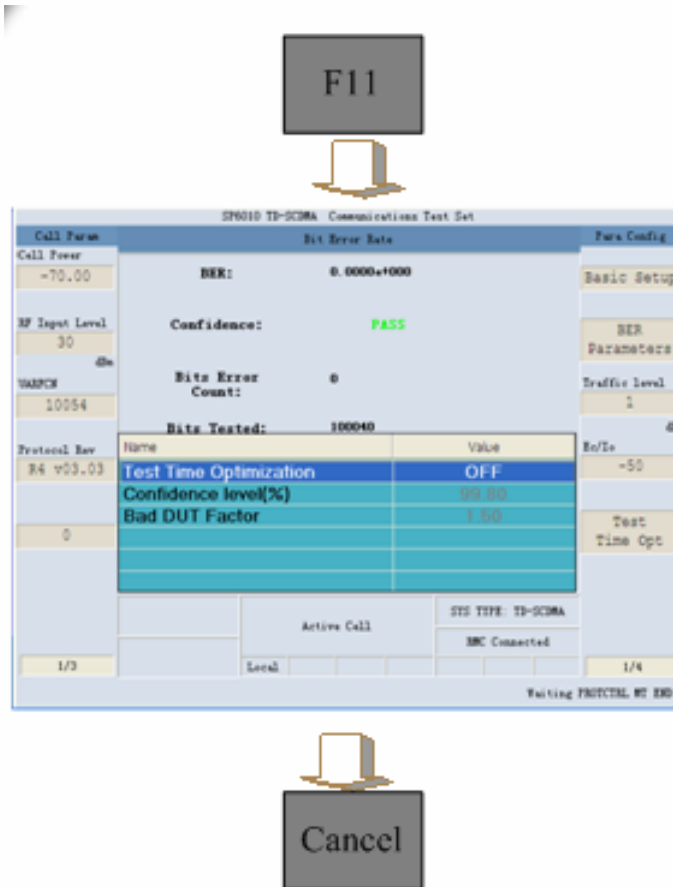 F11
SP6010 TD-SCDMA Communications Test Set
Call Param
Bit Error Rate
Para Config
Call Power
-70.00
BER: 0.0000e+000
Basic Setup
RF Input Level
30
dBm
Confidence: PASS
BER
Parameters
UARFCN
10054
Bits Error
Count: 0
Traffic level
1
Bits Tested: 100040
Protocol Rev
R4 v03.03
Ec/Io
-50
Name Value
Test Time Optimization OFF
Confidence level(%) 99.80
Bad DUT Factor 1.50
0
Test
Time Opt
Active Call
SYS TYPE: TD-SCDMA
RMC Connected
1/3
Local
1/4
Waiting PROTCTRL MT END
Cancel